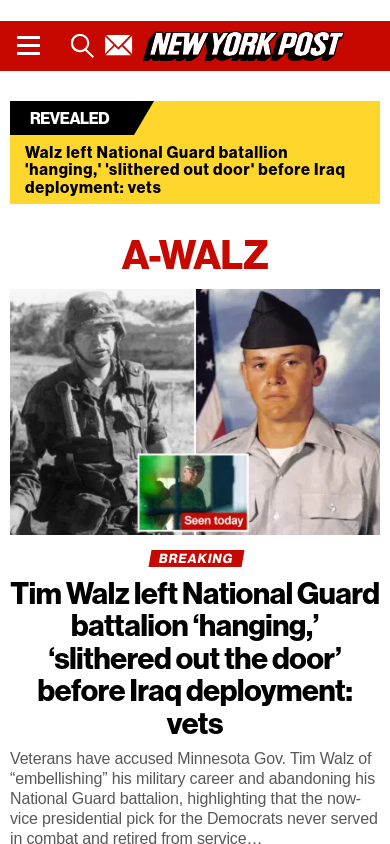 NEW YORK POST
REVEALED
Walz left National Guard batallion
'hanging,' 'slithered out door' before Iraq
deployment: vets
A-WALZ
Seen today
BREAKING
Tim Walz left National Guard
battalion ‘hanging,’
‘slithered out the door’
before Iraq deployment:
vets
Veterans have accused Minnesota Gov. Tim Walz of
“embellishing” his military career and abandoning his
National Guard battalion, highlighting that the now-
vice presidential pick for the Democrats never served
in combat and retired from service…